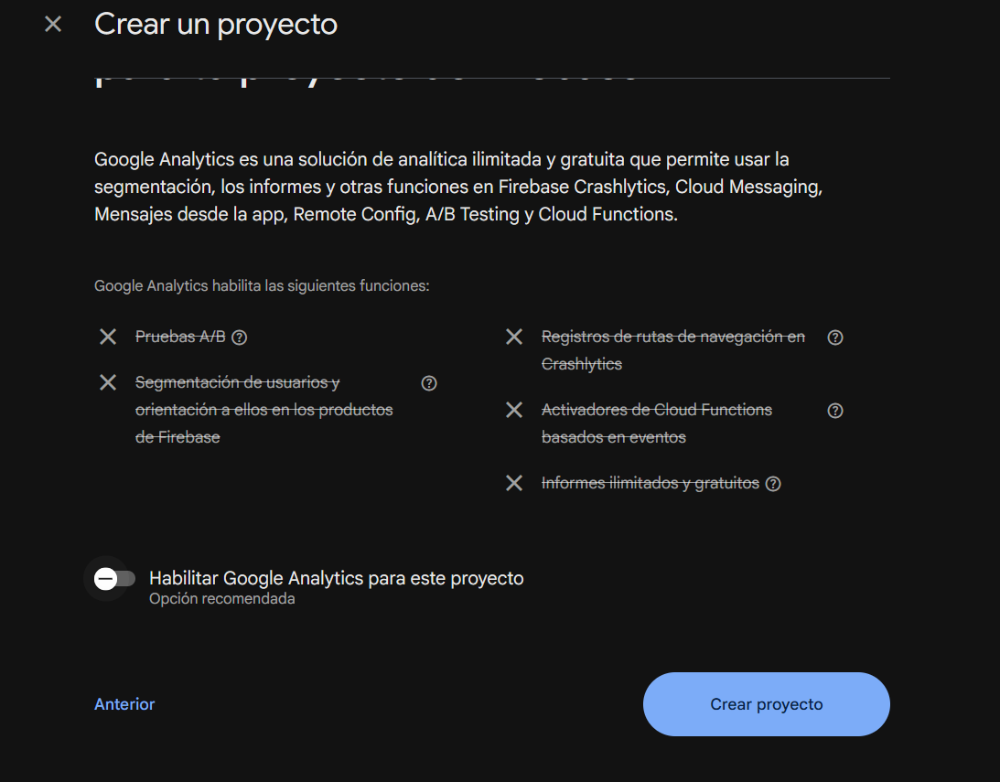 Crear un proyecto
Google Analytics es una solución de analítica ilimitada y gratuita que permite usar la
segmentación, los informes y otras funciones en Firebase Crashlytics, Cloud Messaging,
Mensajes desde la app, Remote Config, A/B Testing y Cloud Functions.
Google Analytics habilita las siguientes funciones:
Pruebas A/B
Segmentación de usuarios y
orientación a ellos en los productos
de Firebase
Registros de rutas de navegación en
Crashlytics
Activadores de Cloud Functions
basados en eventos
Informes ilimitados y gratuitos
Habilitar Google Analytics para este proyecto
Opción recomendada
Anterior
Crear proyecto